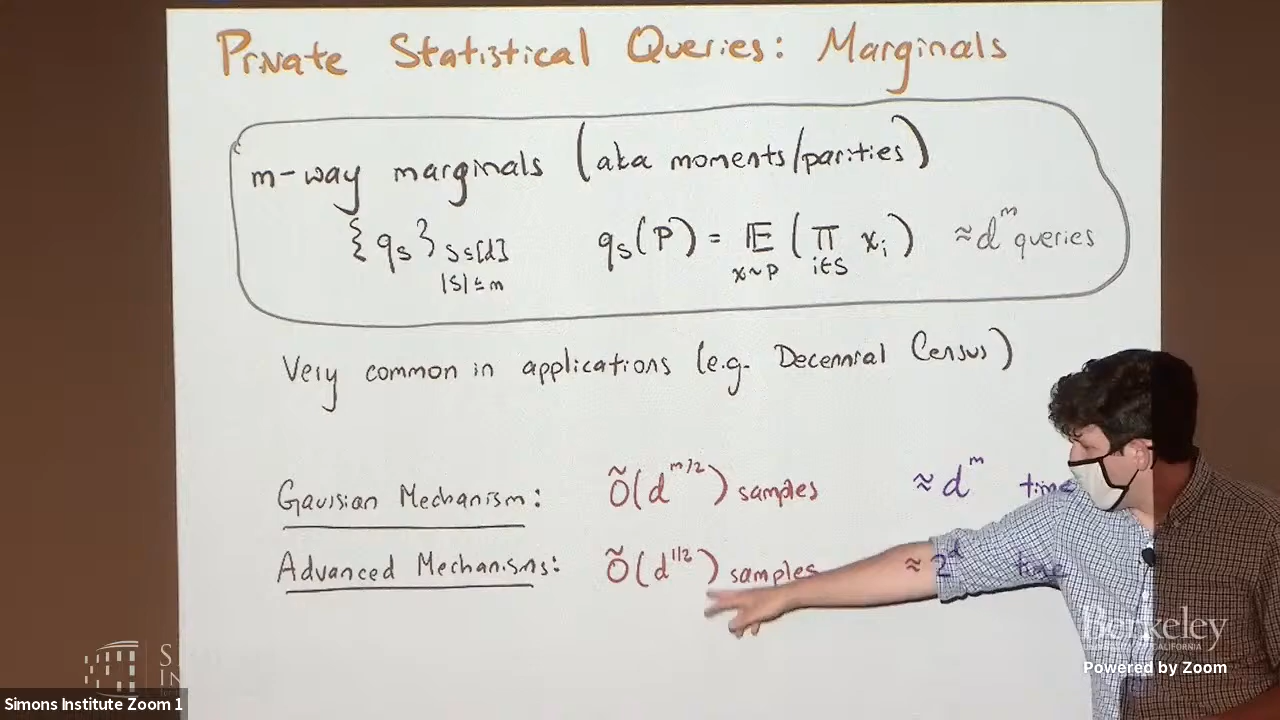 Private Statistical Queries: Marginals
m-way marginals (aka moments/parities)
{q_S}_{S⊆[d] |S|≤m} q_S(P) = 𝔼_{x∼P} (∏_{i∈S} x_i) ≈d^m queries
Very common in applications (e.g. Decennial Census)
Gaussian Mechanism: Õ(d^{m/2}) samples ≈ d^m time
Advanced Mechanisms: Õ(d^{1/2}) samples ≈ 2^d time
Berkeley
Powered by Zoom
Simons Institute Zoom 1